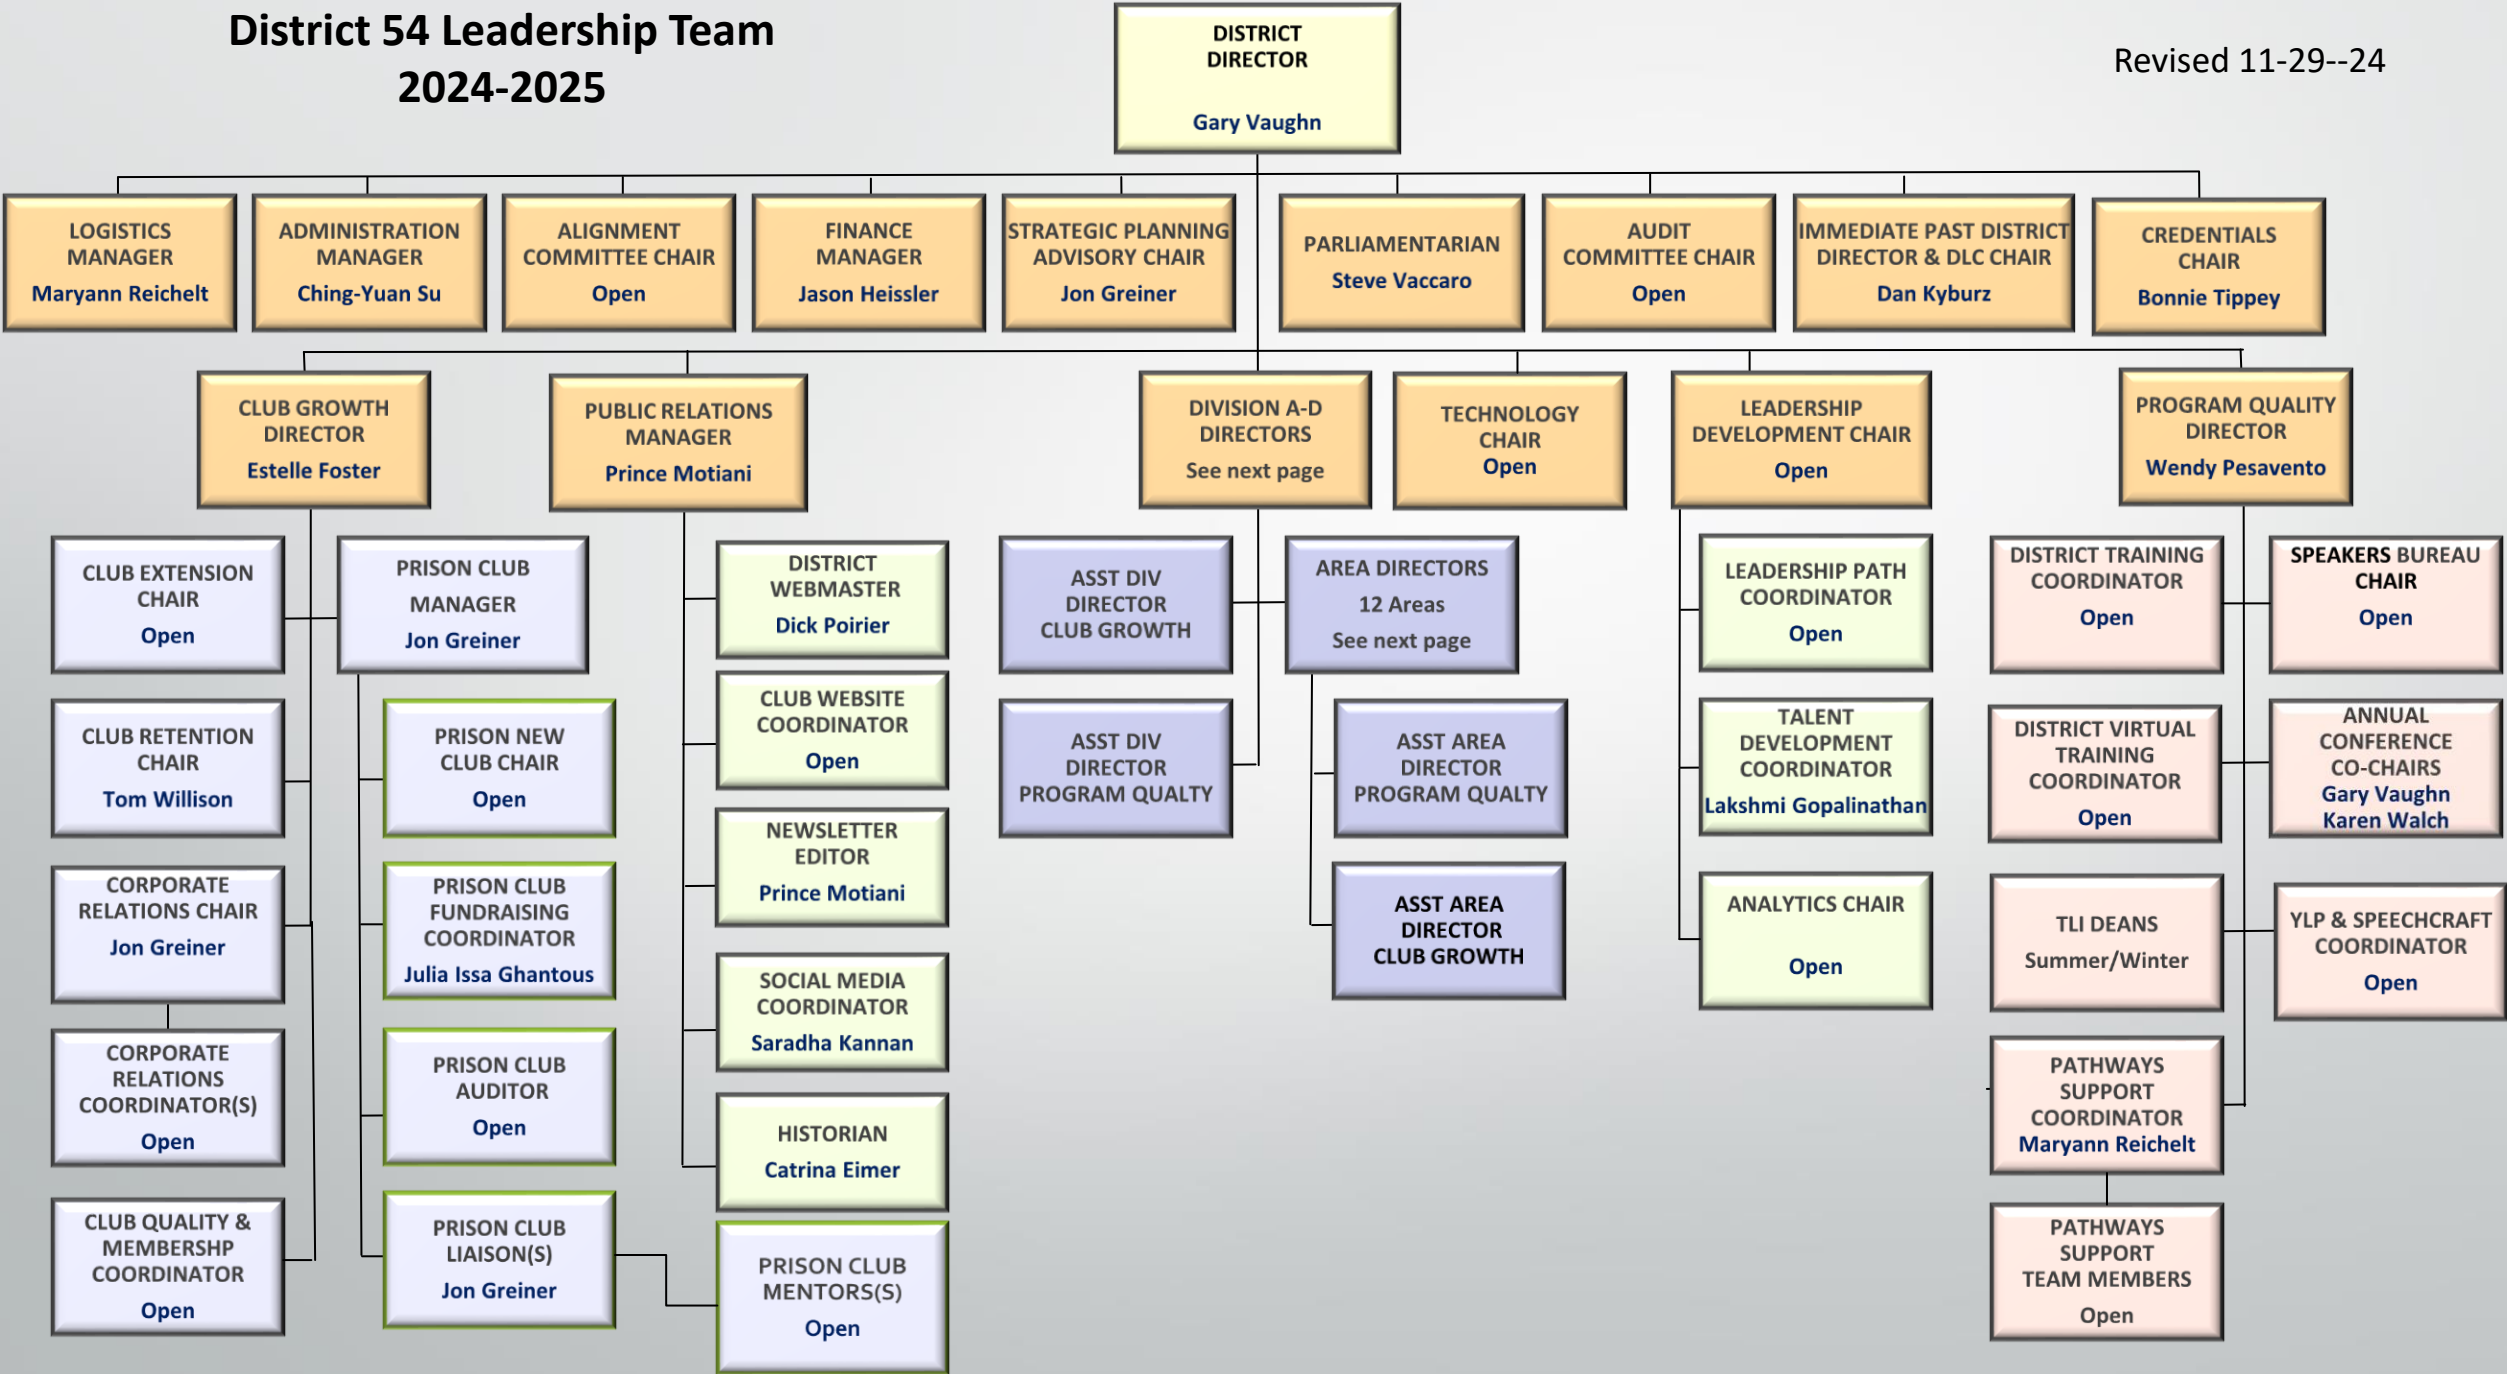 District 54 Leadership Team
2024-2025
DISTRICT
DIRECTOR
Gary Vaughn
Revised 11-29--24
LOGISTICS
MANAGER
Maryann Reichelt
ADMINISTRATION
MANAGER
Ching-Yuan Su
ALIGNMENT
COMMITTEE CHAIR
Open
FINANCE
MANAGER
Jason Heissler
STRATEGIC PLANNING
ADVISORY CHAIR
Jon Greiner
PARLIAMENTARIAN
Steve Vaccaro
AUDIT
COMMITTEE CHAIR
Open
IMMEDIATE PAST DISTRICT
DIRECTOR & DLC CHAIR
Dan Kyburz
CREDENTIALS
CHAIR
Bonnie Tippey
CLUB GROWTH
DIRECTOR
Estelle Foster
PUBLIC RELATIONS
MANAGER
Prince Motiani
DIVISION A-D
DIRECTORS
See next page
TECHNOLOGY
CHAIR
Open
LEADERSHIP
DEVELOPMENT CHAIR
Open
PROGRAM QUALITY
DIRECTOR
Wendy Pesavento
CLUB EXTENSION
CHAIR
Open
PRISON CLUB
MANAGER
Jon Greiner
DISTRICT
WEBMASTER
Dick Poirier
ASST DIV
DIRECTOR
CLUB GROWTH
AREA DIRECTORS
12 Areas
See next page
LEADERSHIP PATH
COORDINATOR
Open
DISTRICT TRAINING
COORDINATOR
Open
SPEAKERS BUREAU
CHAIR
Open
CLUB RETENTION
CHAIR
Tom Willison
PRISON NEW
CLUB CHAIR
Open
CLUB WEBSITE
COORDINATOR
Open
ASST DIV
DIRECTOR
PROGRAM QUALTY
ASST AREA
DIRECTOR
PROGRAM QUALTY
TALENT
DEVELOPMENT
COORDINATOR
Lakshmi Gopalinathan
DISTRICT VIRTUAL
TRAINING
COORDINATOR
Open
ANNUAL
CONFERENCE
CO-CHAIRS
Gary Vaughn
Karen Walch
CORPORATE
RELATIONS CHAIR
Jon Greiner
PRISON CLUB
FUNDRAISING
COORDINATOR
Julia Issa Ghantous
NEWSLETTER
EDITOR
Prince Motiani
ASST AREA
DIRECTOR
CLUB GROWTH
ANALYTICS CHAIR
Open
TLI DEANS
Summer/Winter
YLP & SPEECHCRAFT
COORDINATOR
Open
CORPORATE
RELATIONS
COORDINATOR(S)
Open
PRISON CLUB
AUDITOR
Open
SOCIAL MEDIA
COORDINATOR
Saradha Kannan
PATHWAYS
SUPPORT
COORDINATOR
Maryann Reichelt
CLUB QUALITY &
MEMBERSHP
COORDINATOR
Open
PRISON CLUB
LIAISON(S)
Jon Greiner
HISTORIAN
Catrina Eimer
PRISON CLUB
MENTORS(S)
Open
PATHWAYS
SUPPORT
TEAM MEMBERS
Open